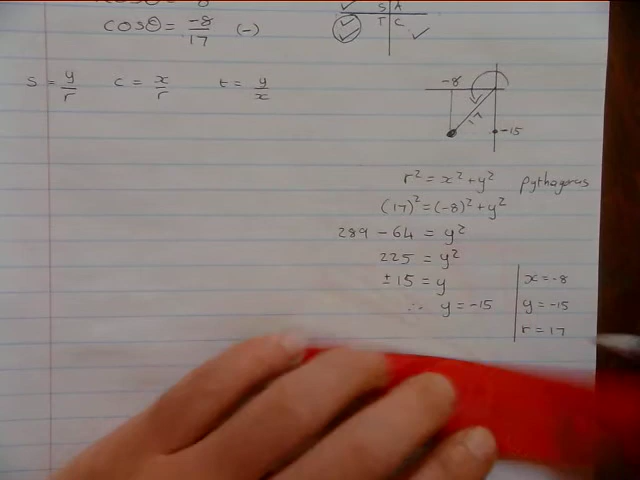 cosθ = -8/17 (-)
S A
T C
s = y/r c = x/r t = y/x
-8
17
-15
r² = x² + y² pythagoras
(17)² = (-8)² + y²
289 - 64 = y²
225 = y²
± 15 = y
∴ y = -15
x = -8
y = -15
r = 17